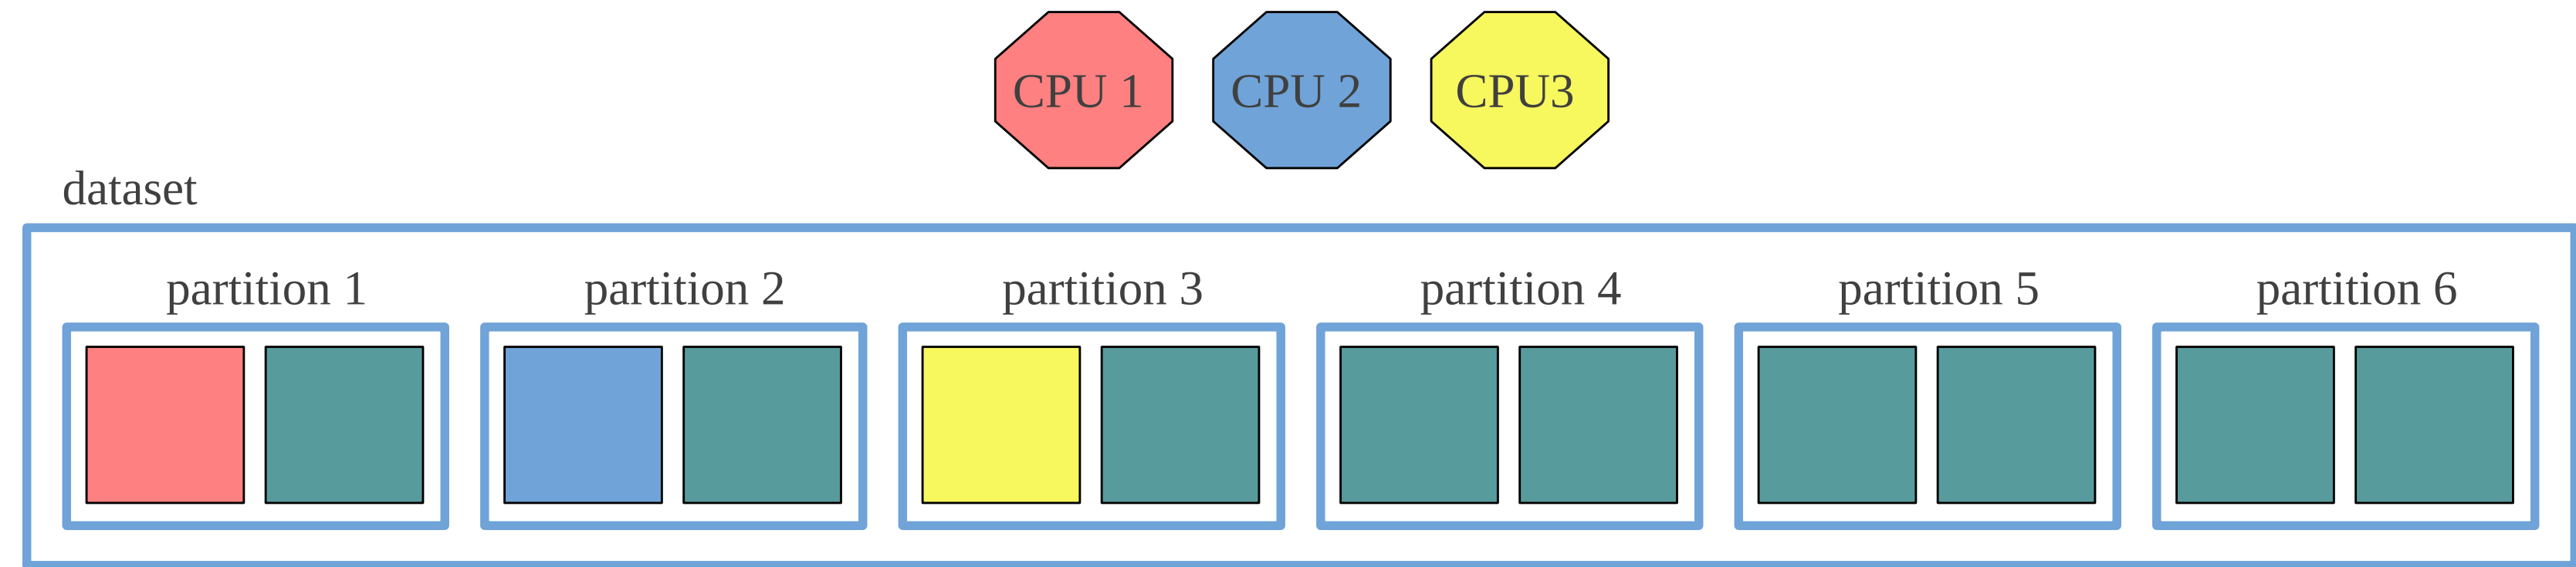 CPU 1
CPU 2
CPU3
dataset
partition 1
partition 2
partition 3
partition 4
partition 5
partition 6